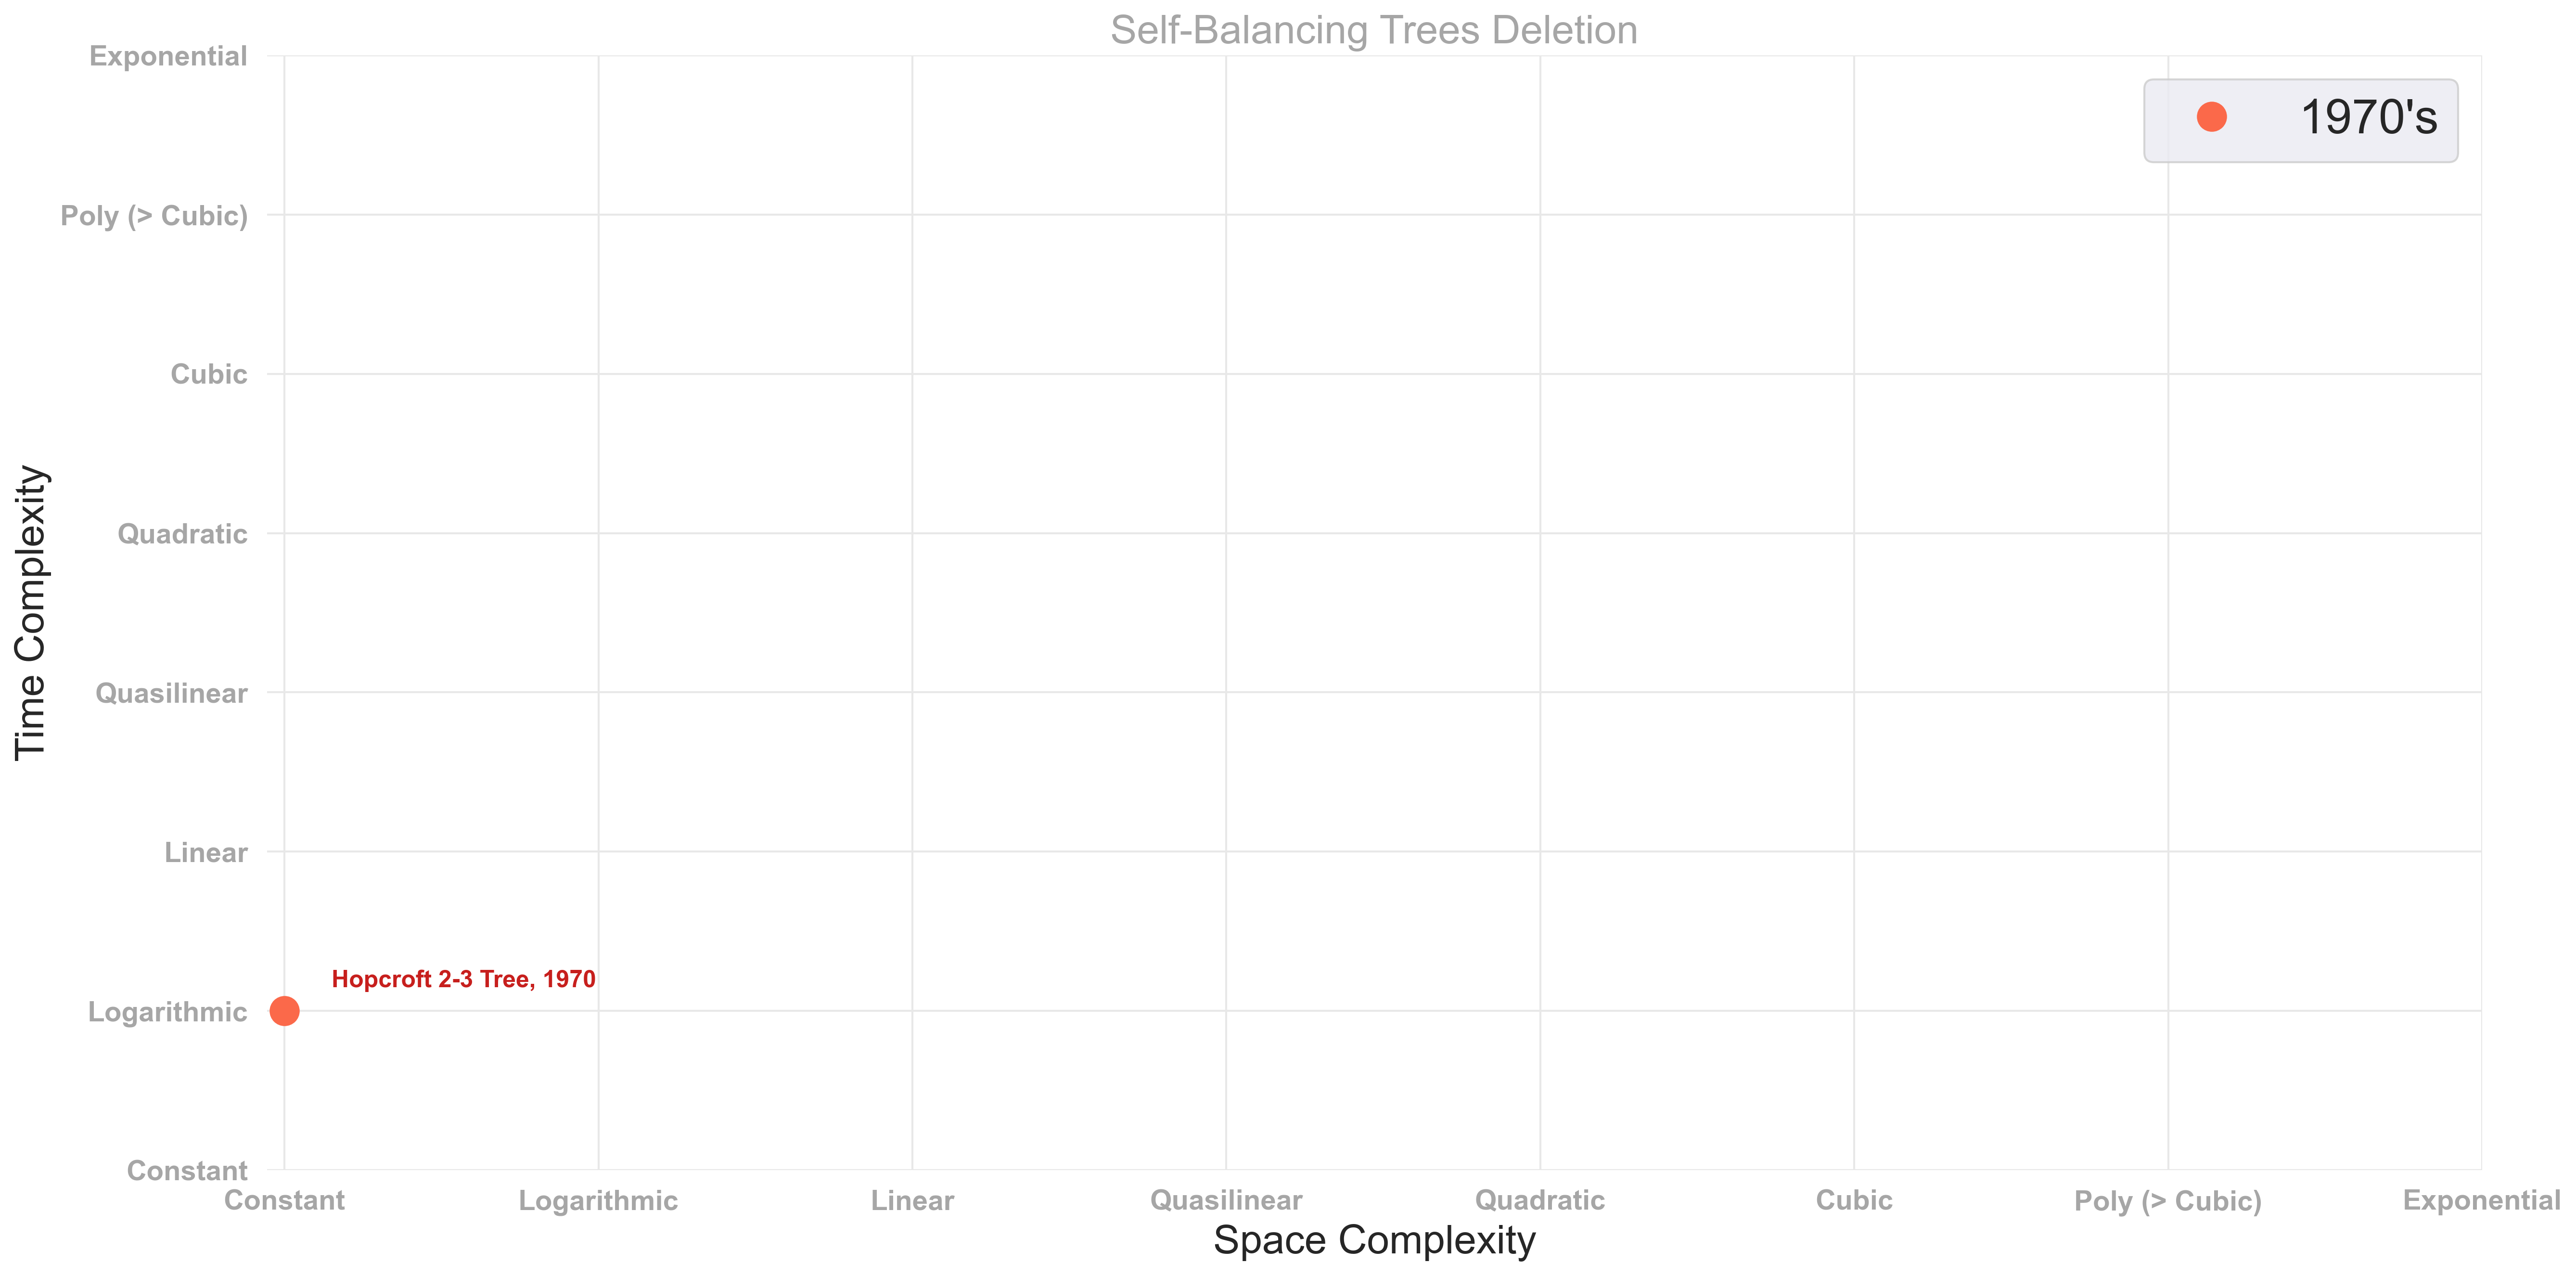 Self-Balancing Trees Deletion
1970's
Time Complexity
Exponential
Poly (> Cubic)
Cubic
Quadratic
Quasilinear
Linear
Logarithmic
Constant
Hopcroft 2-3 Tree, 1970
Constant
Logarithmic
Linear
Quasilinear
Quadratic
Cubic
Poly (> Cubic)
Exponential
Space Complexity